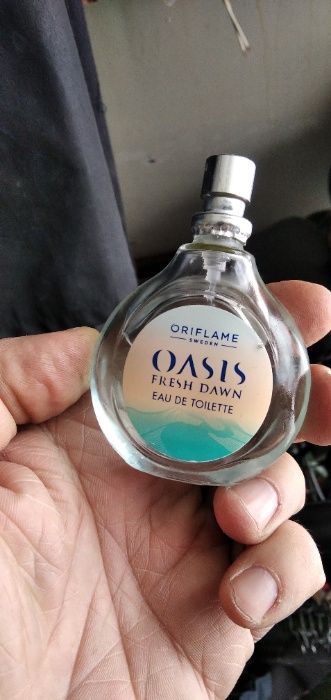 ORIFLAME
SWEDEN
OASIS
FRESH DAWN
EAU DE TOILETTE